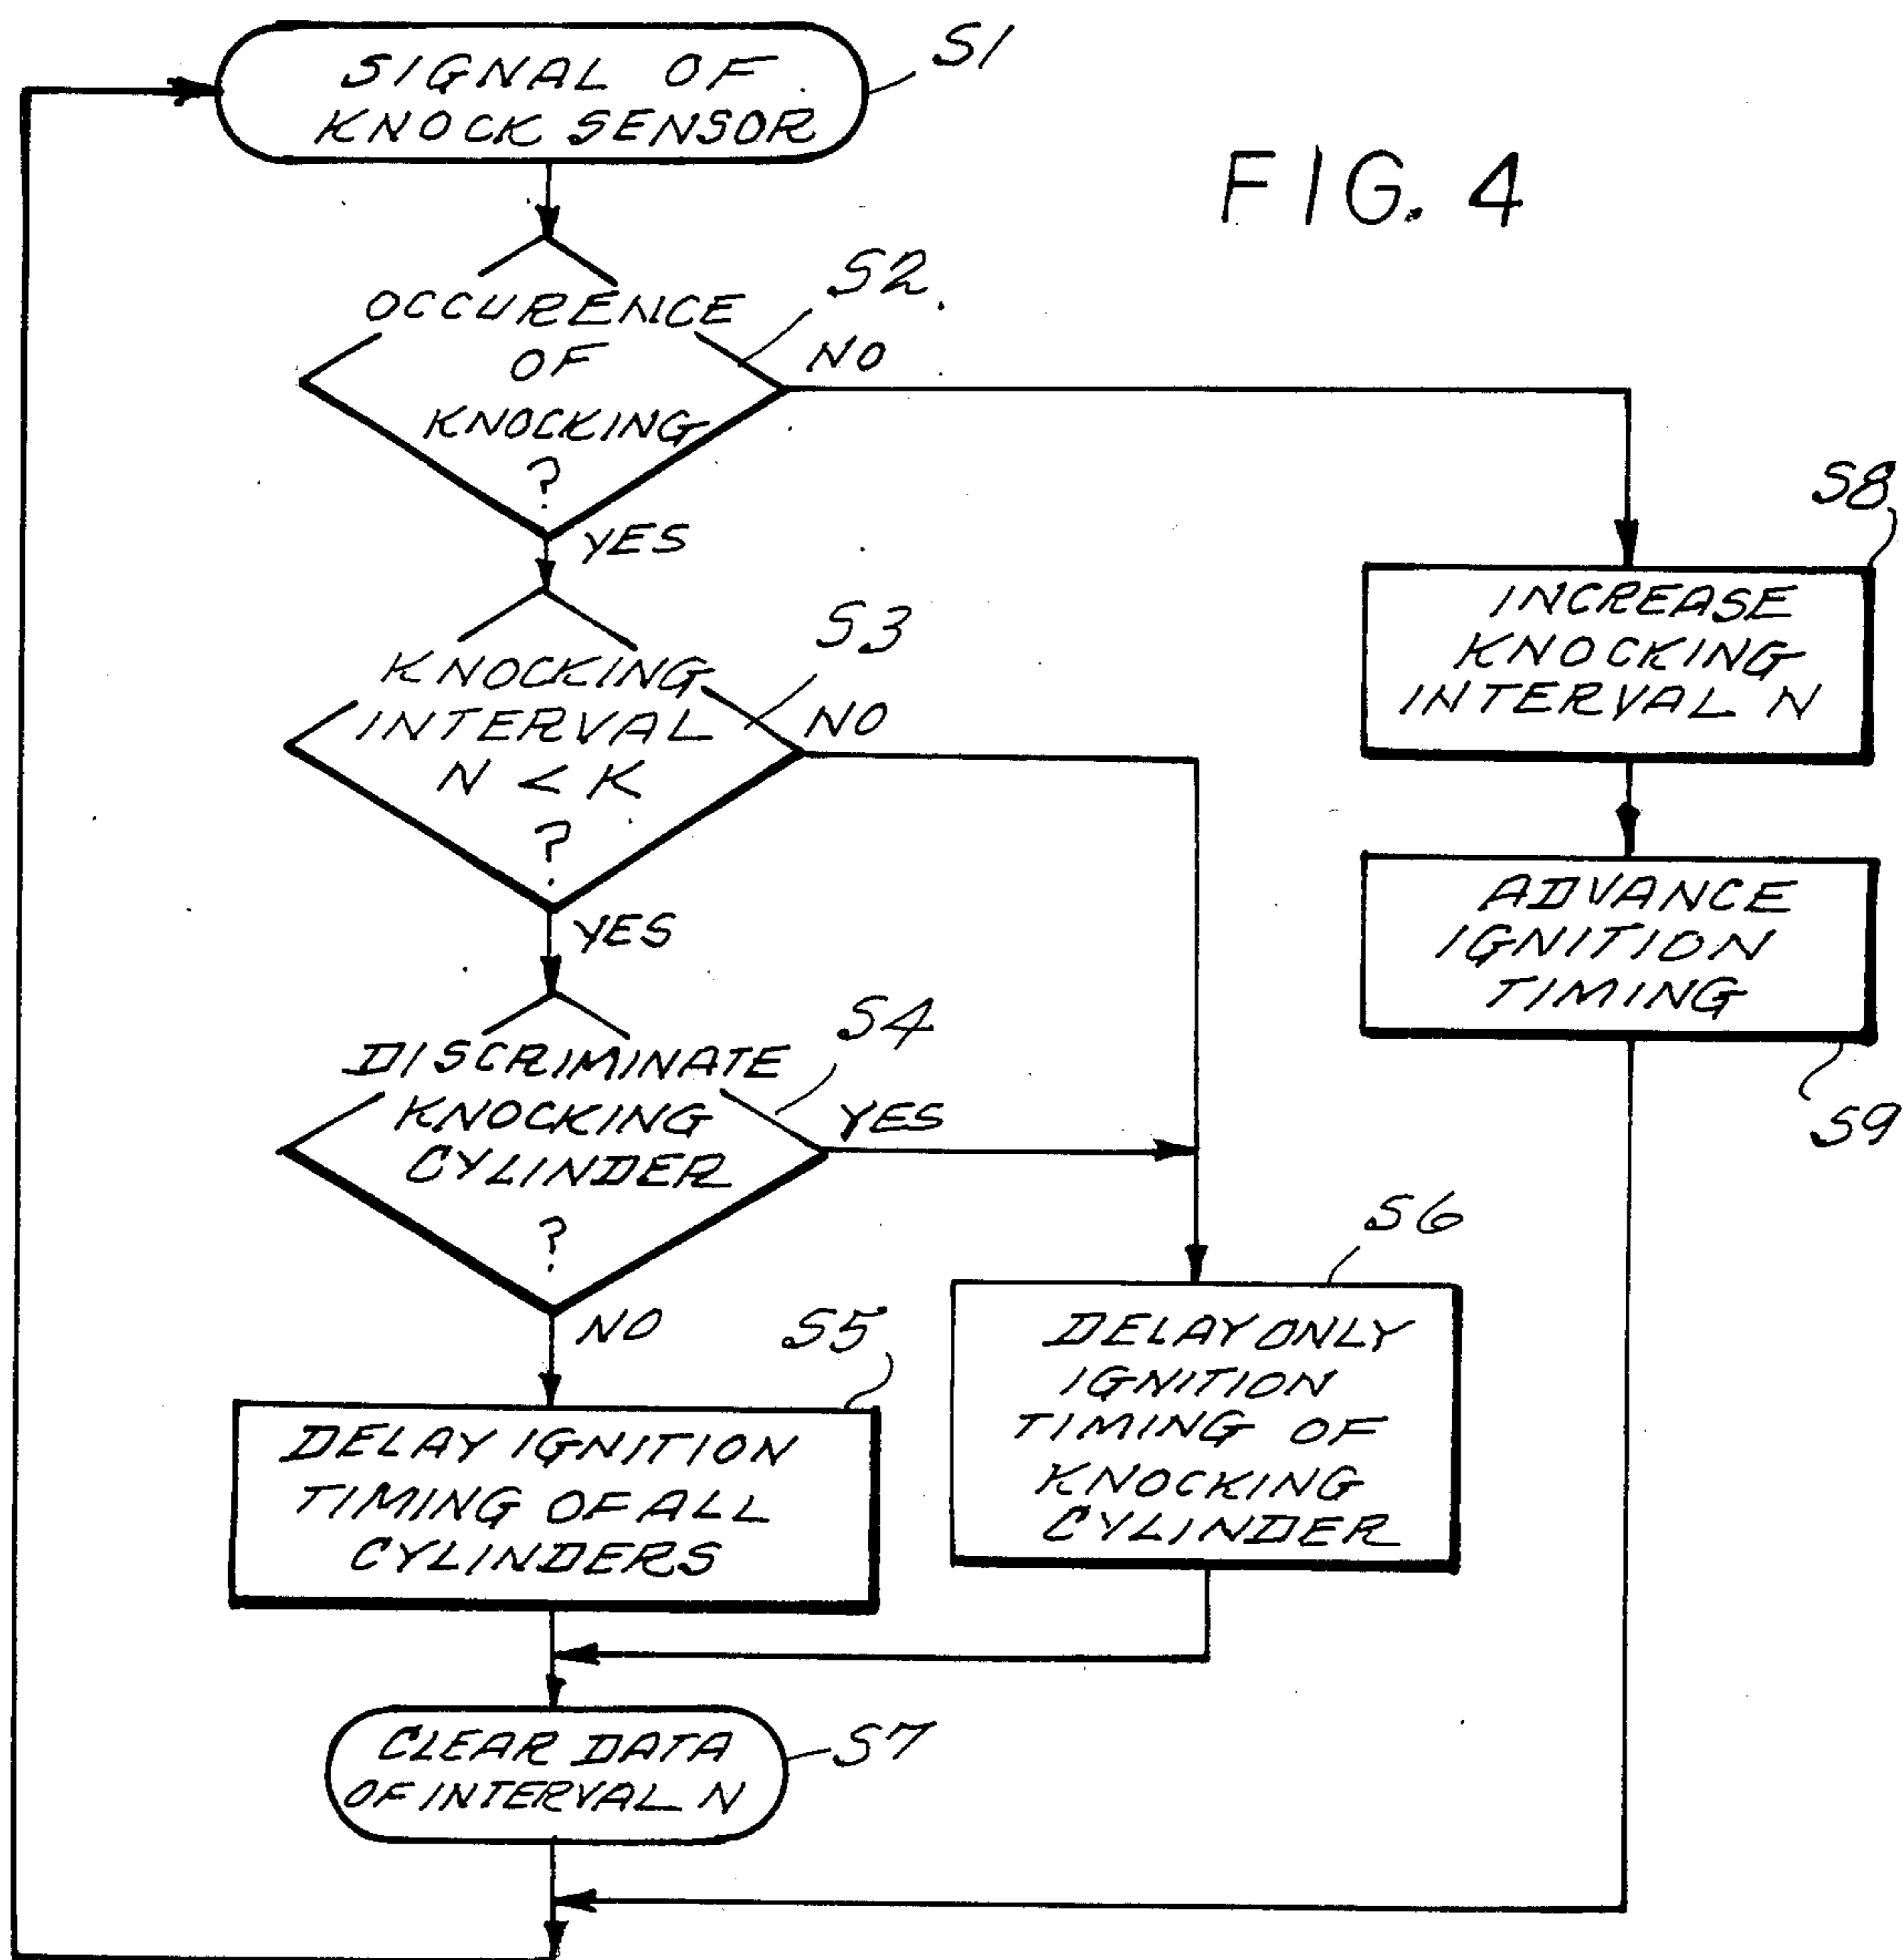 SIGNAL OF
KNOCK SENSOR
S1
FIG. 4
OCCURENCE
OF
KNOCKING
?
S2
NO
YES
KNOCKING
INTERVAL
N < K
?
S3
NO
YES
S8
INCREASE
KNOCKING
INTERVAL N
ADVANCE
IGNITION
TIMING
S9
DISCRIMINATE
KNOCKING
CYLINDER
?
S4
YES
NO
S5
DELAY IGNITION
TIMING OF ALL
CYLINDERS
S6
DELAY ONLY
IGNITION
TIMING OF
KNOCKING
CYLINDER
CLEAR DATA
OF INTERVAL N
S7